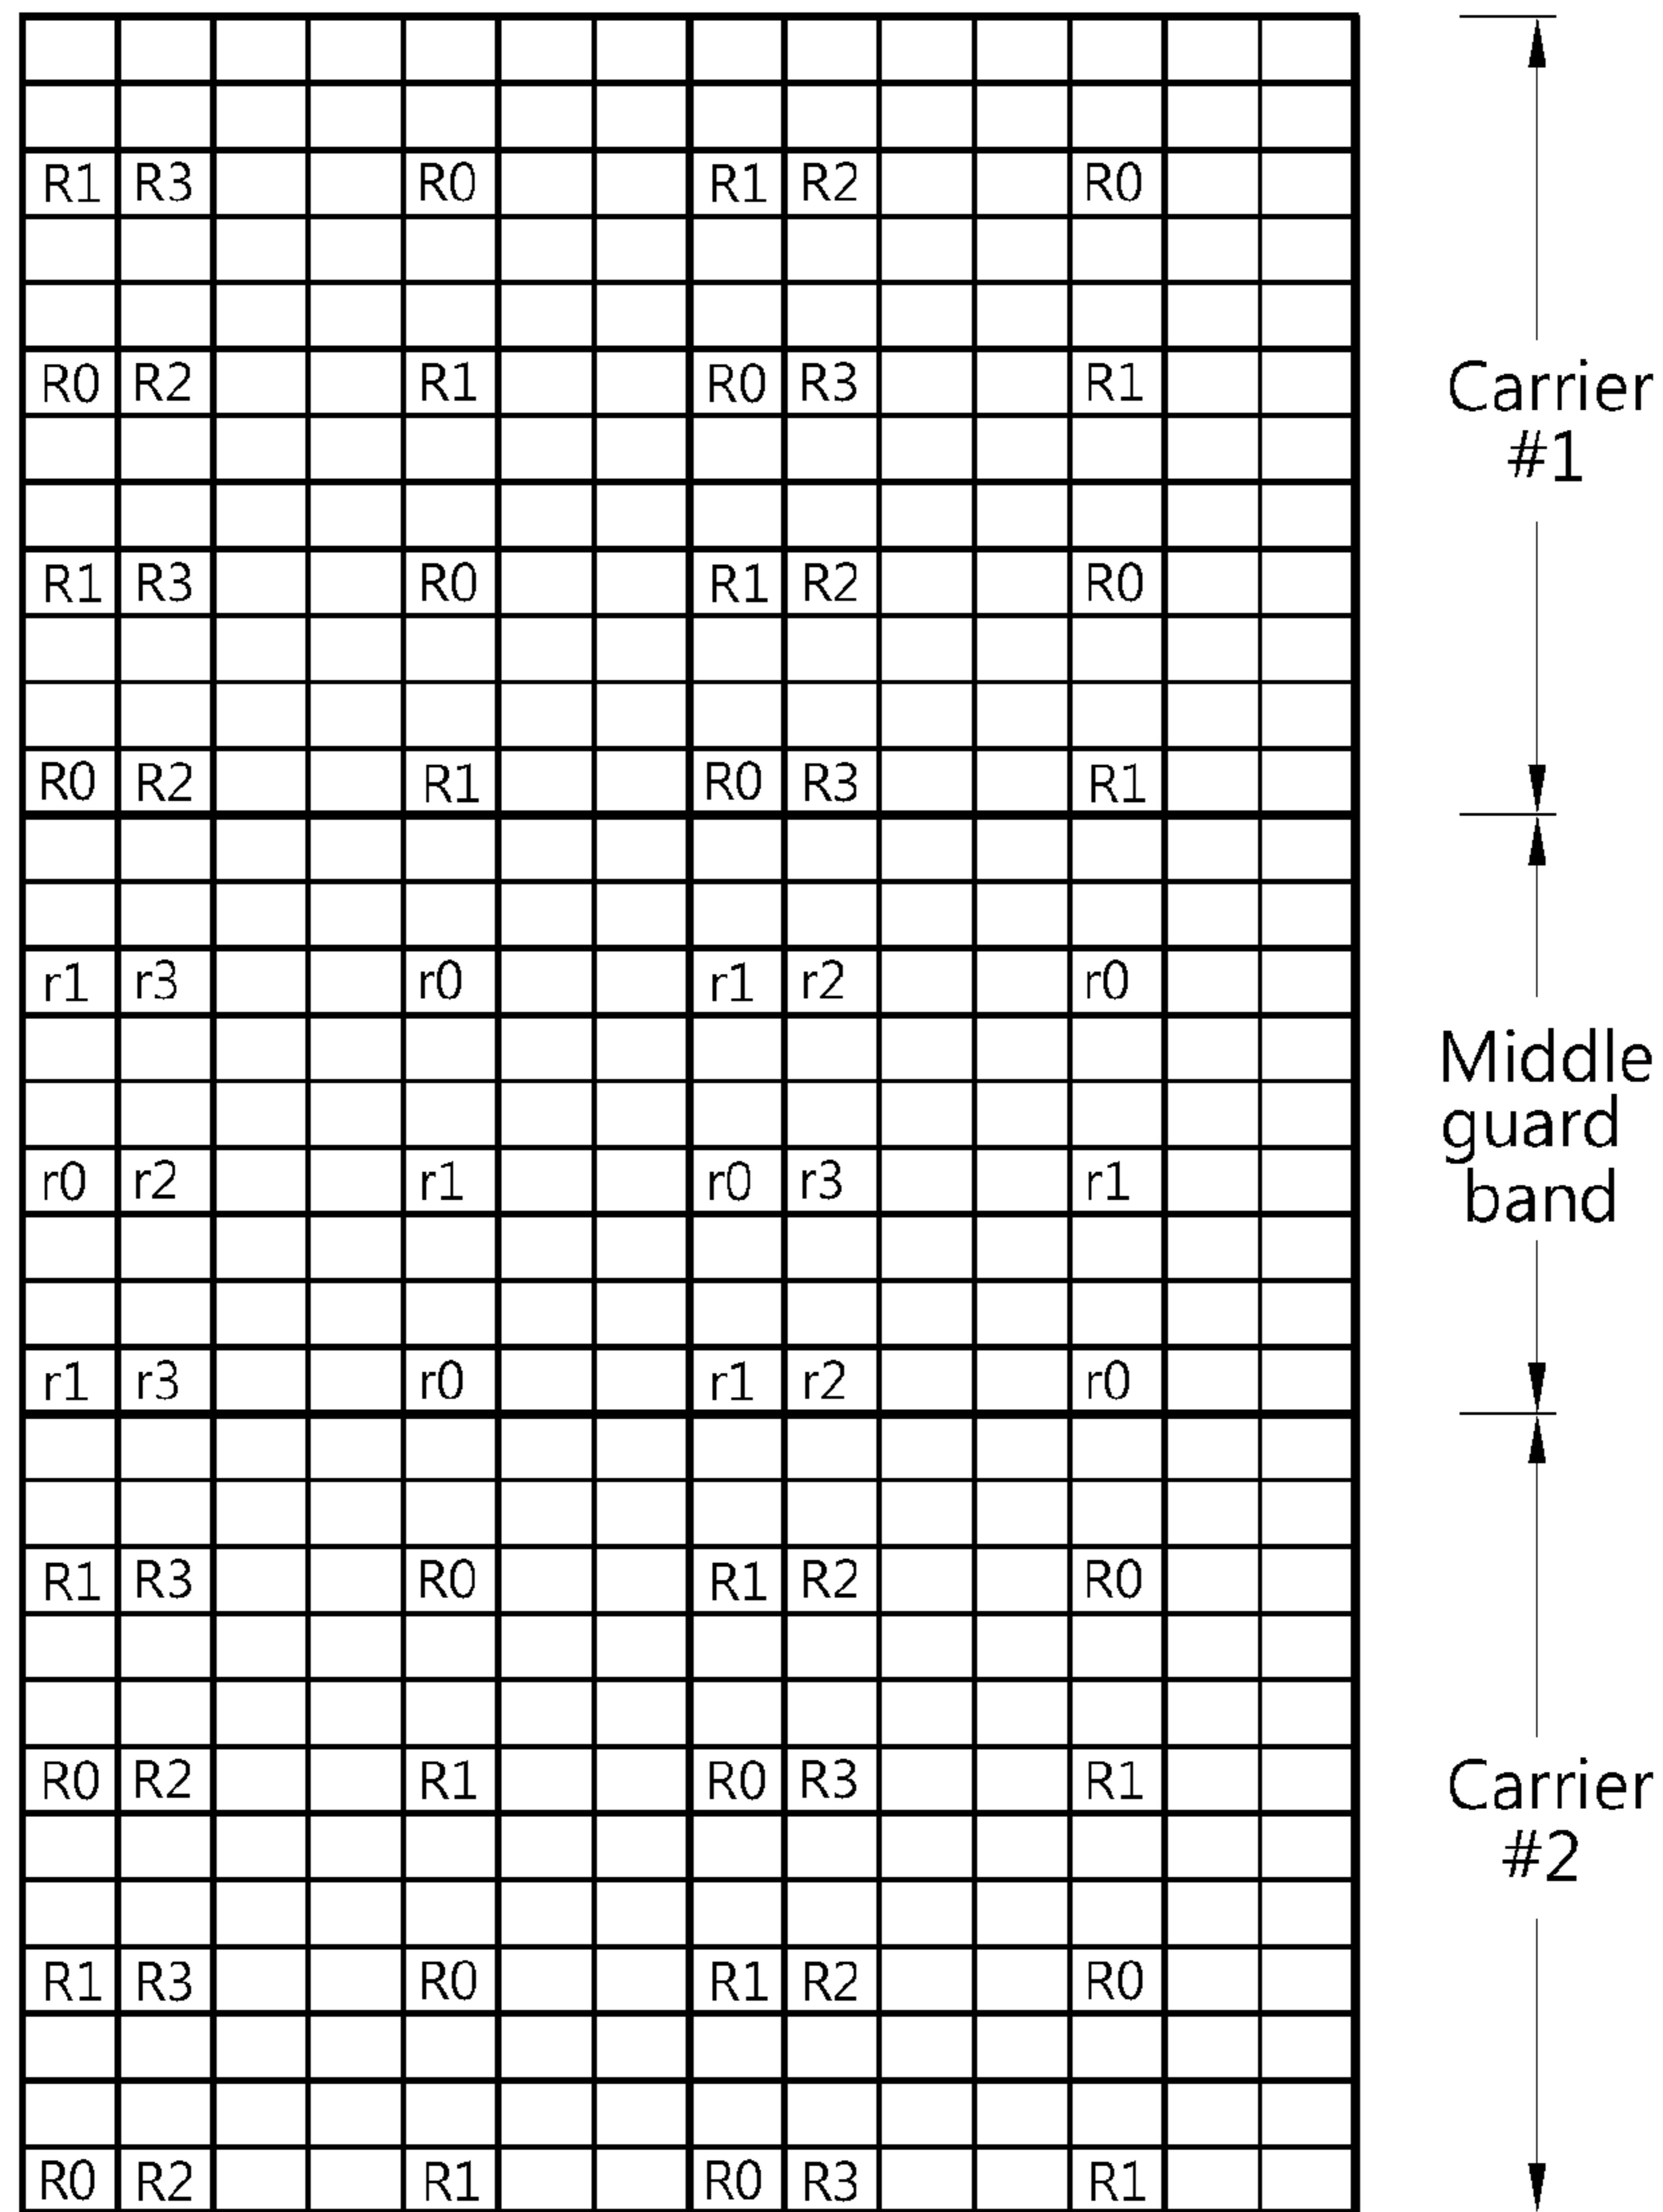 R1 R3 R0 R1 R2 R0
R0 R2 R1 R0 R3 R1
R1 R3 R0 R1 R2 R0
R0 R2 R1 R0 R3 R1
Carrier
#1
r1 r3 r0 r1 r2 r0
r0 r2 r1 r0 r3 r1
r1 r3 r0 r1 r2 r0
Middle
guard
band
R1 R3 R0 R1 R2 R0
R0 R2 R1 R0 R3 R1
R1 R3 R0 R1 R2 R0
R0 R2 R1 R0 R3 R1
Carrier
#2